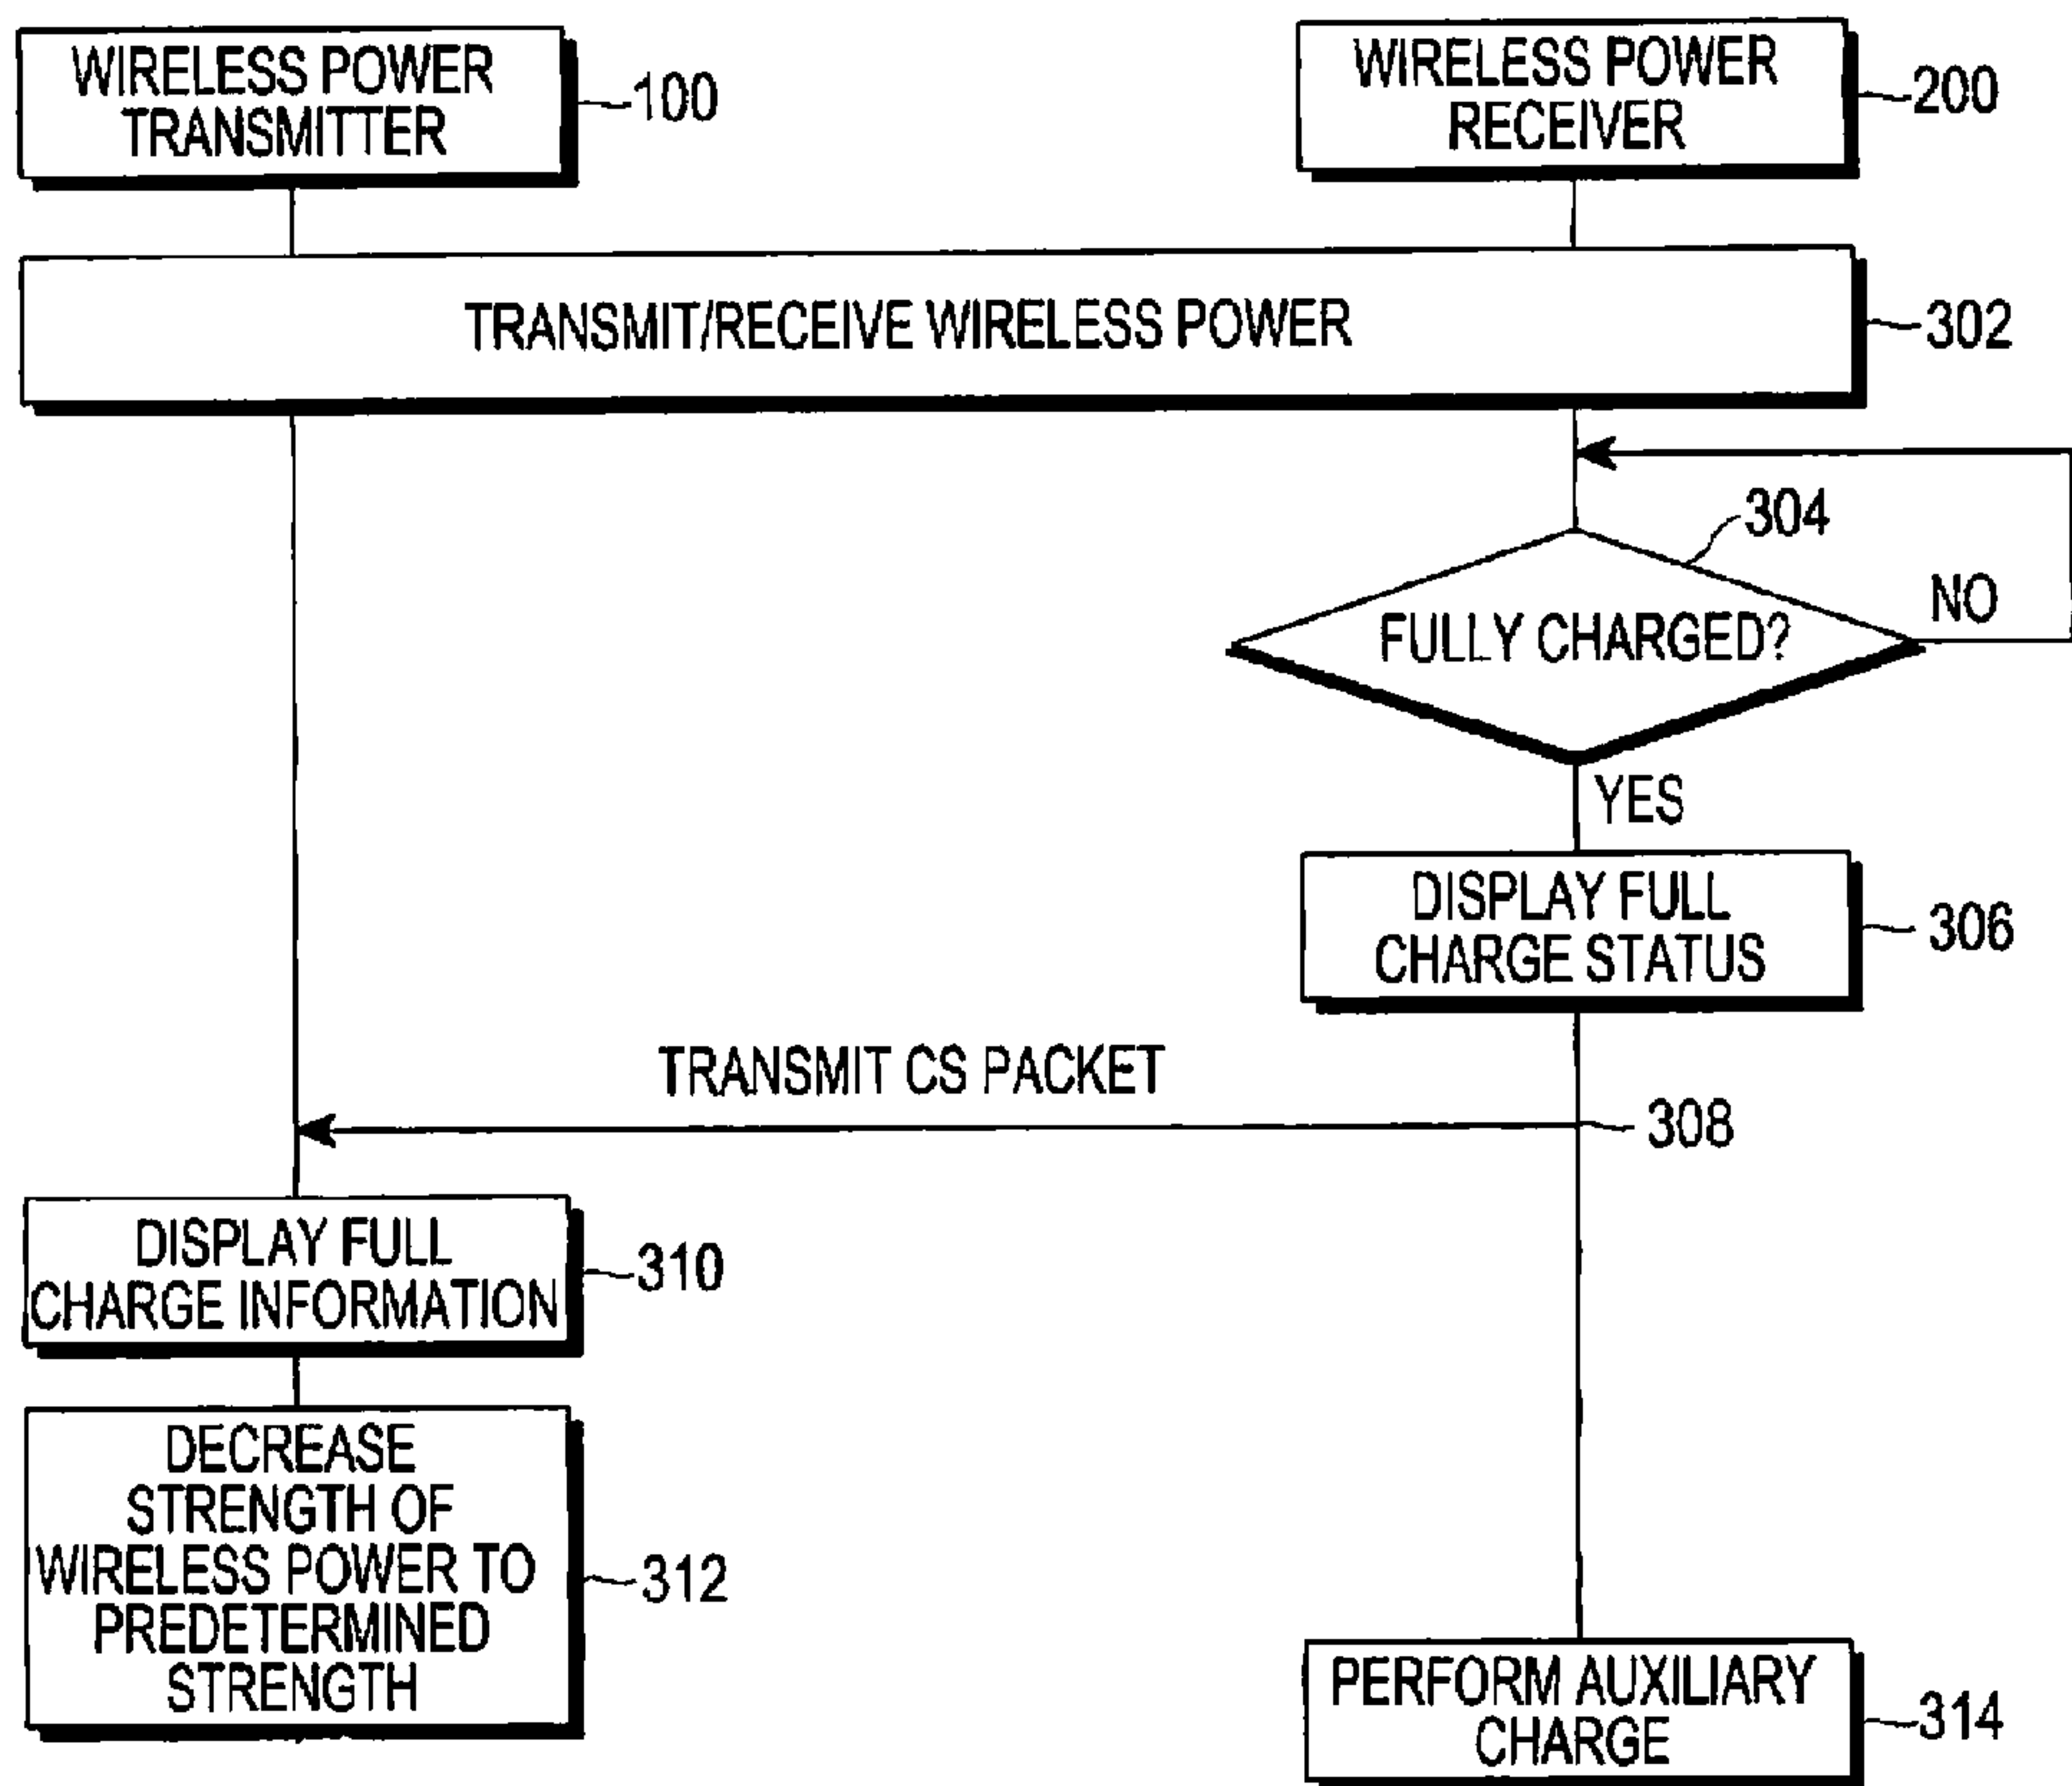 WIRELESS POWER
TRANSMITTER
100
WIRELESS POWER
RECEIVER
200
TRANSMIT/RECEIVE WIRELESS POWER
302
304
NO
FULLY CHARGED?
YES
DISPLAY FULL
CHARGE STATUS
306
TRANSMIT CS PACKET
308
DISPLAY FULL
CHARGE INFORMATION
310
DECREASE
STRENGTH OF
WIRELESS POWER TO
PREDETERMINED
STRENGTH
312
PERFORM AUXILIARY
CHARGE
314